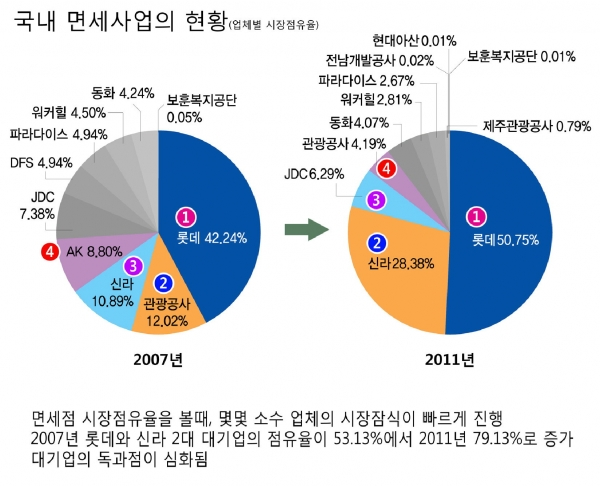 국내 면세사업의 현황(업체별 시장점유율)
동화 4.24%
워커힐 4.50%
파라다이스 4.94%
DFS 4.94%
JDC
7.38%
4
AK 8.80%
3
신라
10.89%
2
관광공사
12.02%
1
롯데 42.24%
보훈복지공단
0.05%
2007년
현대아산 0.01%
전남개발공사 0.02%
보훈복지공단 0.01%
파라다이스 2.67%
워커힐 2.81%
동화 4.07%
제주관광공사 0.79%
관광공사 4.19%
4
JDC 6.29%
3
2
신라 28.38%
1
롯데 50.75%
2011년
면세점 시장점유율을 볼때, 몇몇 소수 업체의 시장잠식이 빠르게 진행
2007년 롯데와 신라 2대 대기업의 점유율이 53.13%에서 2011년 79.13%로 증가
대기업의 독과점이 심화됨